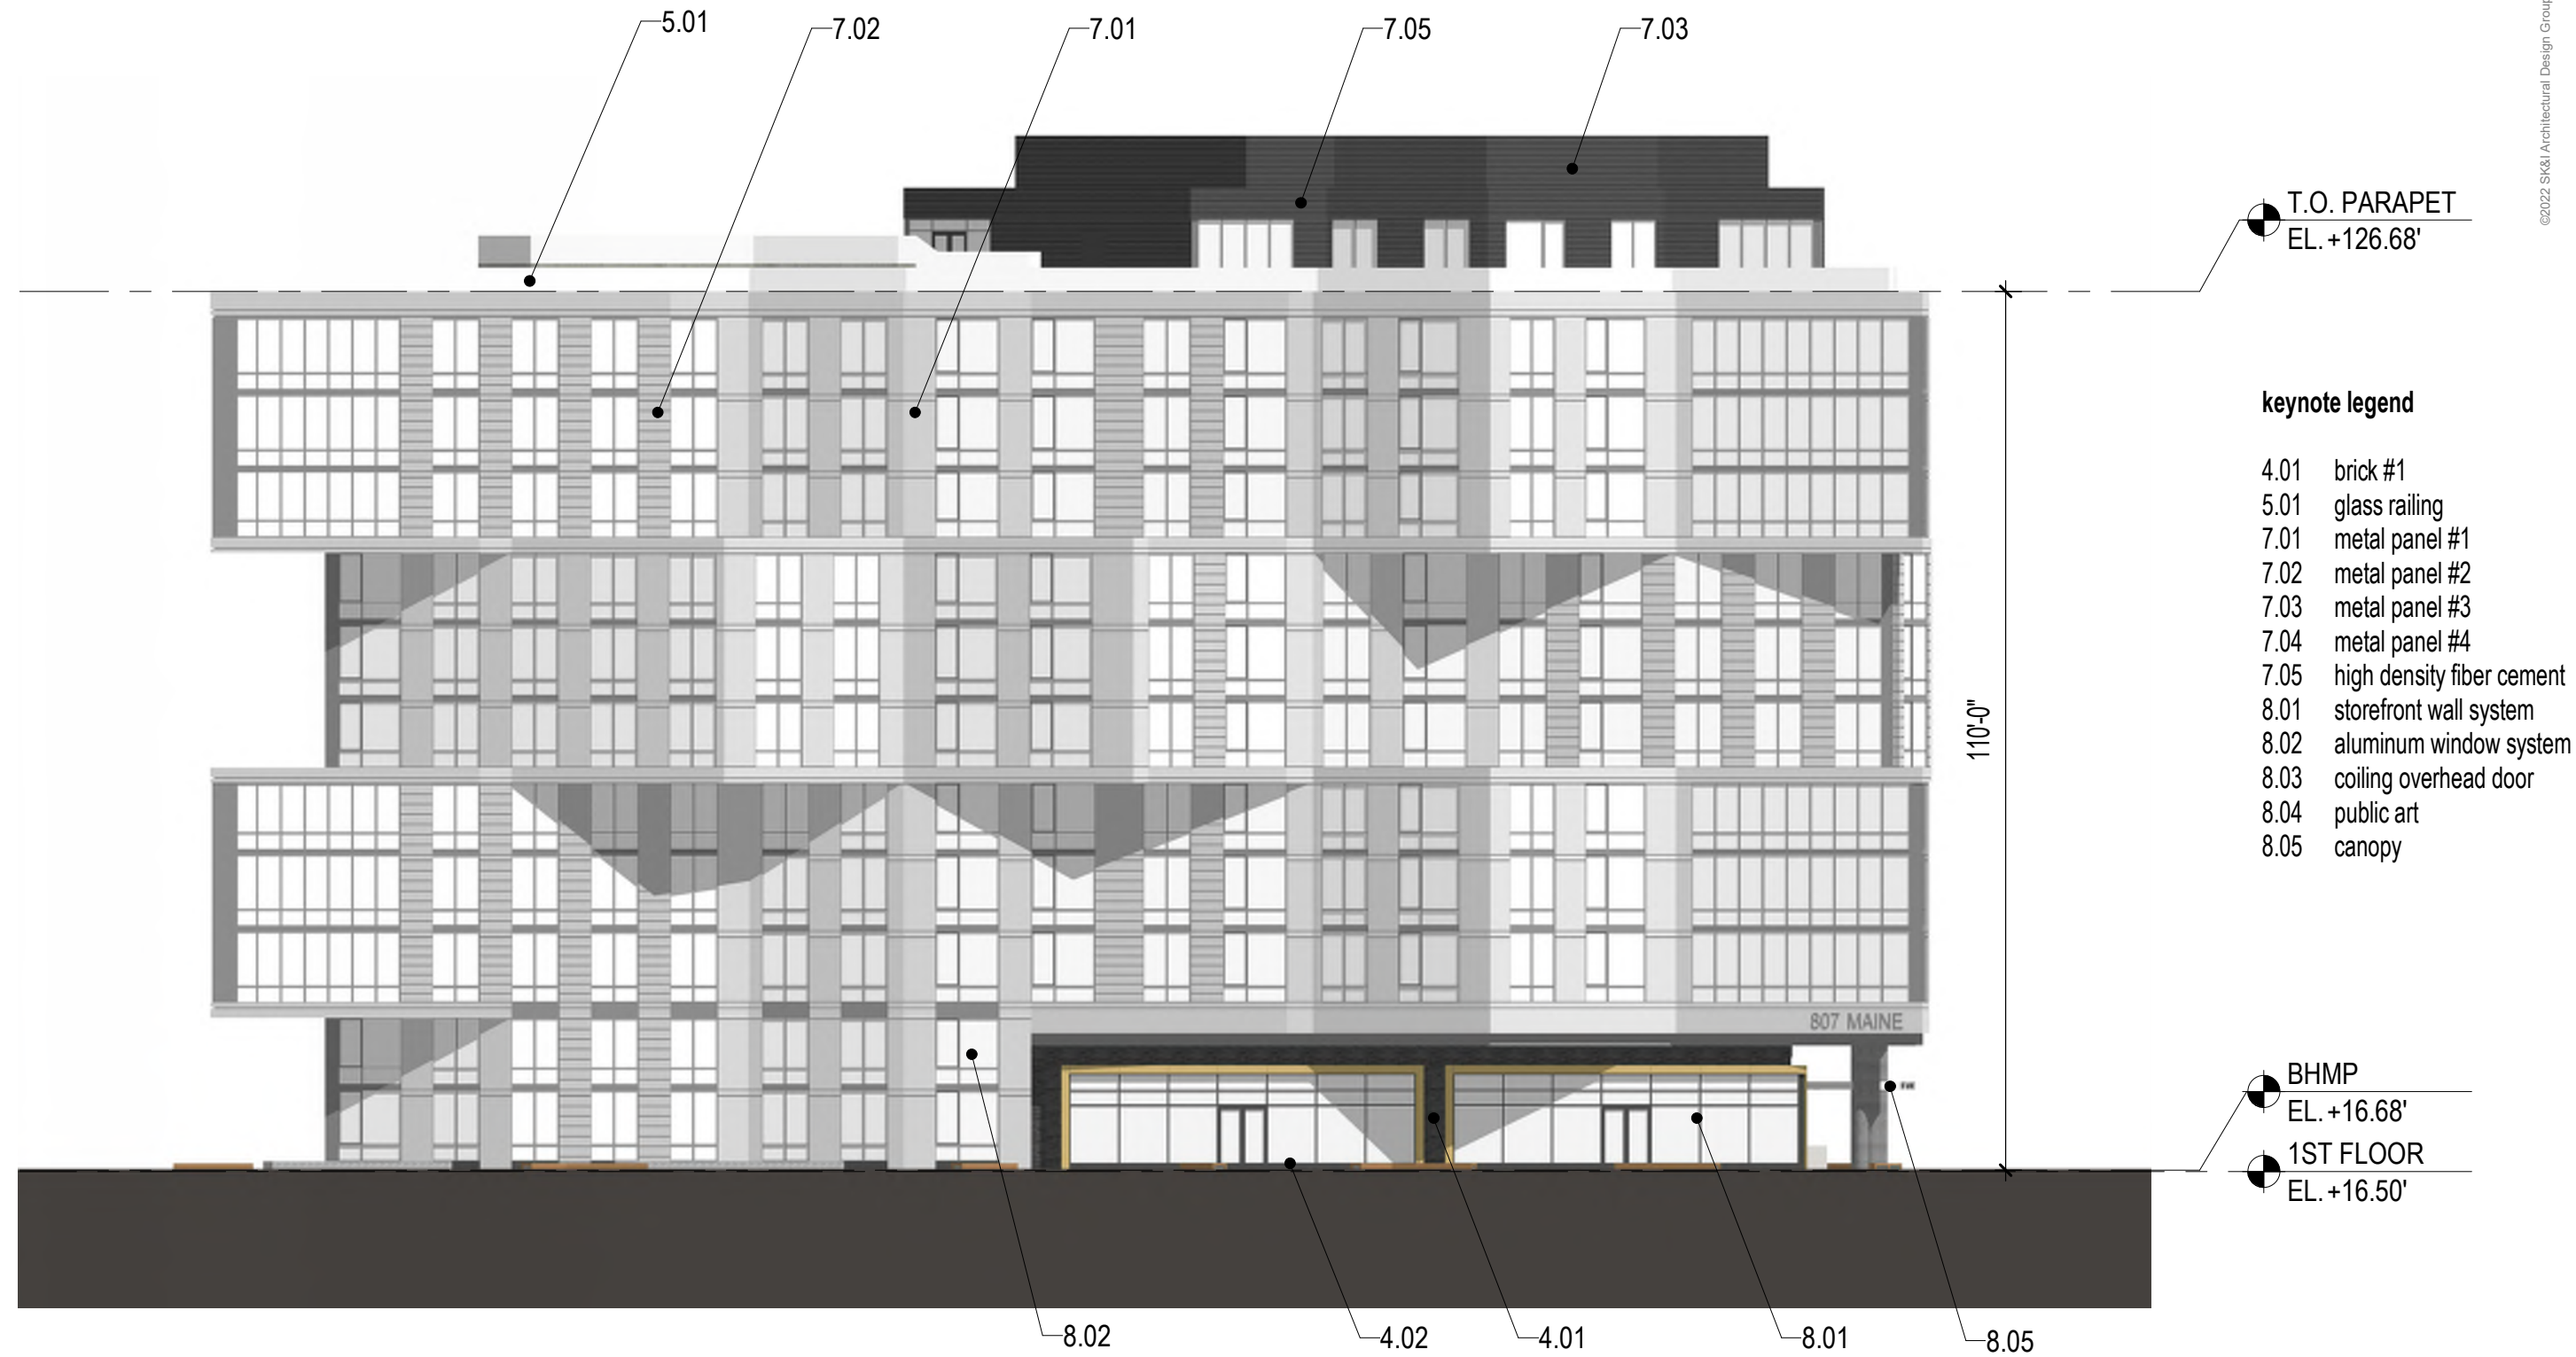 5.01
7.02
7.01
7.05
7.03
©2022 SK&I Architectural Design Group
T.O. PARAPET
EL. +126.68'
keynote legend
4.01 brick #1
5.01 glass railing
7.01 metal panel #1
7.02 metal panel #2
7.03 metal panel #3
7.04 metal panel #4
7.05 high density fiber cement
8.01 storefront wall system
8.02 aluminum window system
8.03 coiling overhead door
8.04 public art
8.05 canopy
110'-0"
807 MAINE
BHMP
EL. +16.68'
1ST FLOOR
EL. +16.50'
8.02
4.02
4.01
8.01
8.05